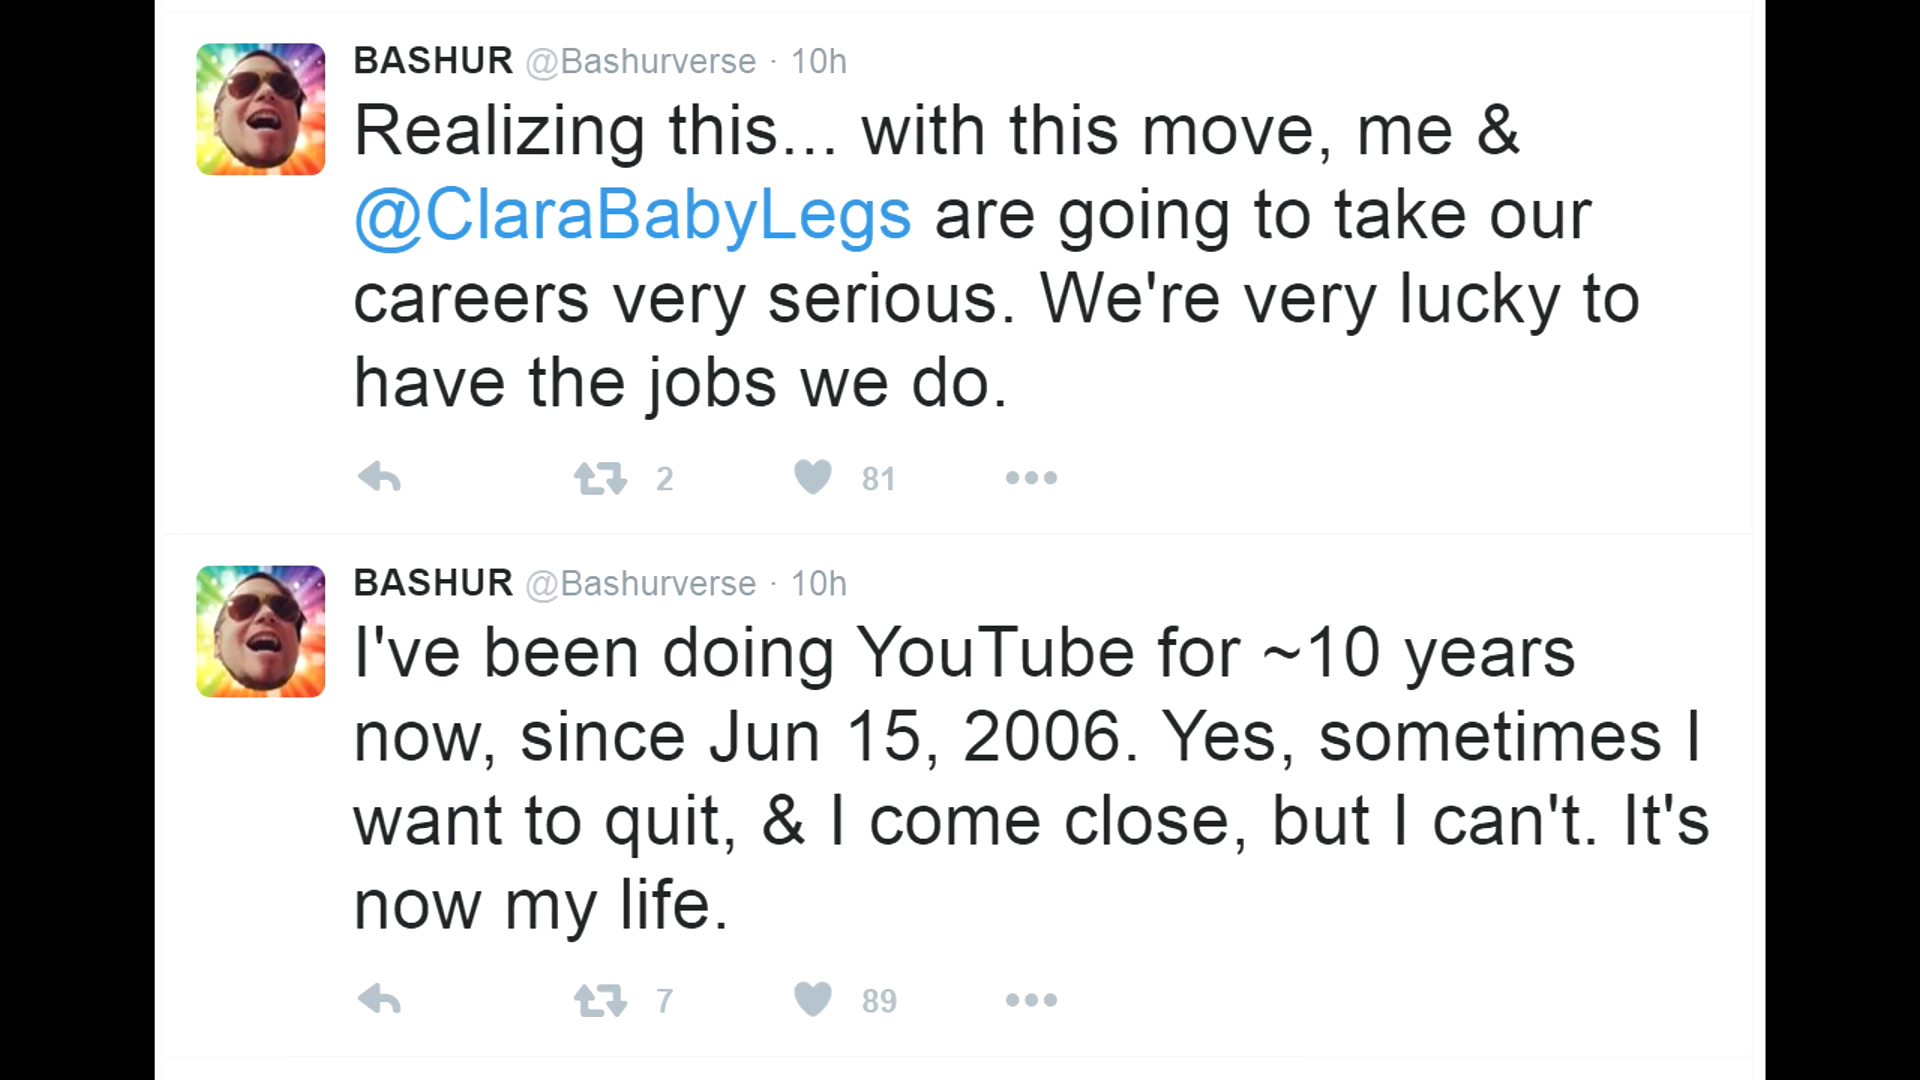 BASHUR @Bashurverse · 10h
Realizing this... with this move, me &
@ClaraBabyLegs are going to take our
careers very serious. We're very lucky to
have the jobs we do.
2 81
BASHUR @Bashurverse · 10h
I've been doing YouTube for ~10 years
now, since Jun 15, 2006. Yes, sometimes I
want to quit, & I come close, but I can't. It's
now my life.
7 89